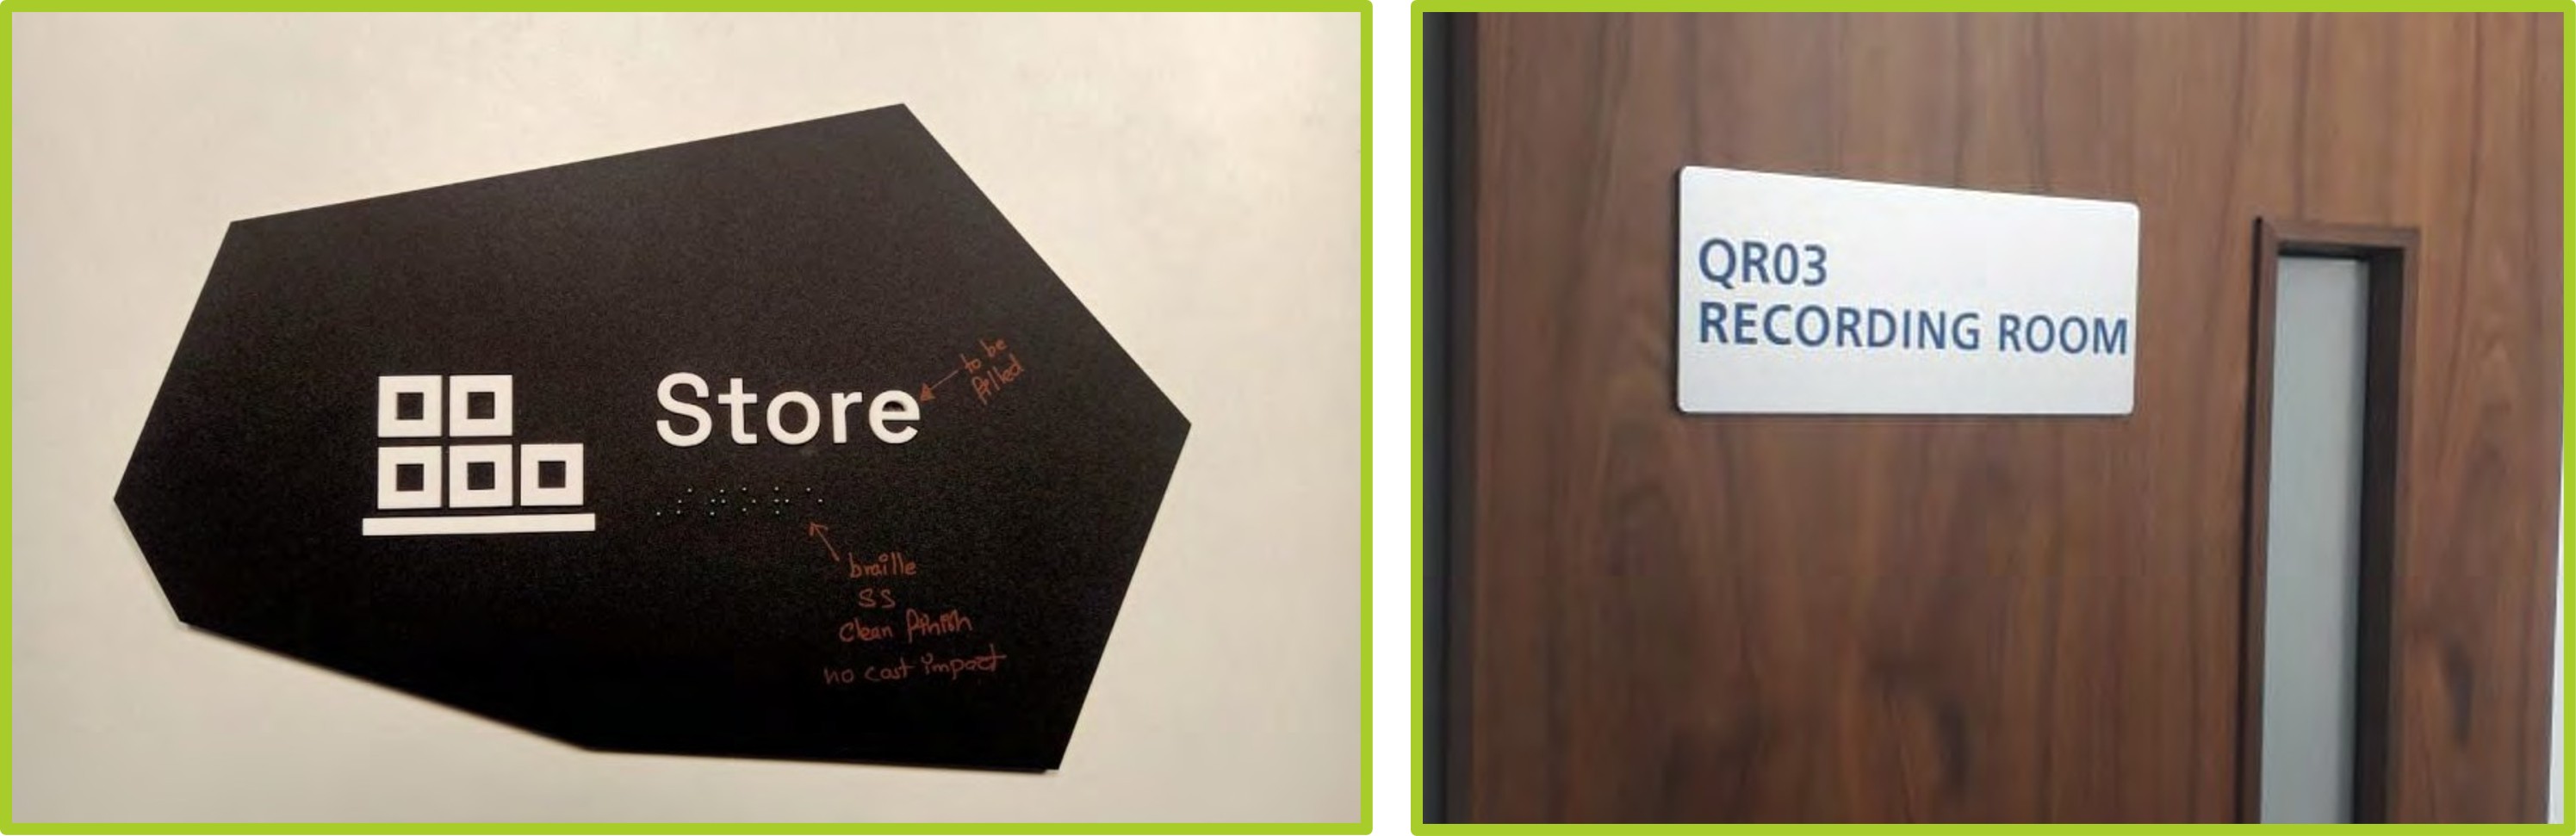 Store
to be
filled
braille
SS
clean finish
no cost impact
QR03
RECORDING ROOM